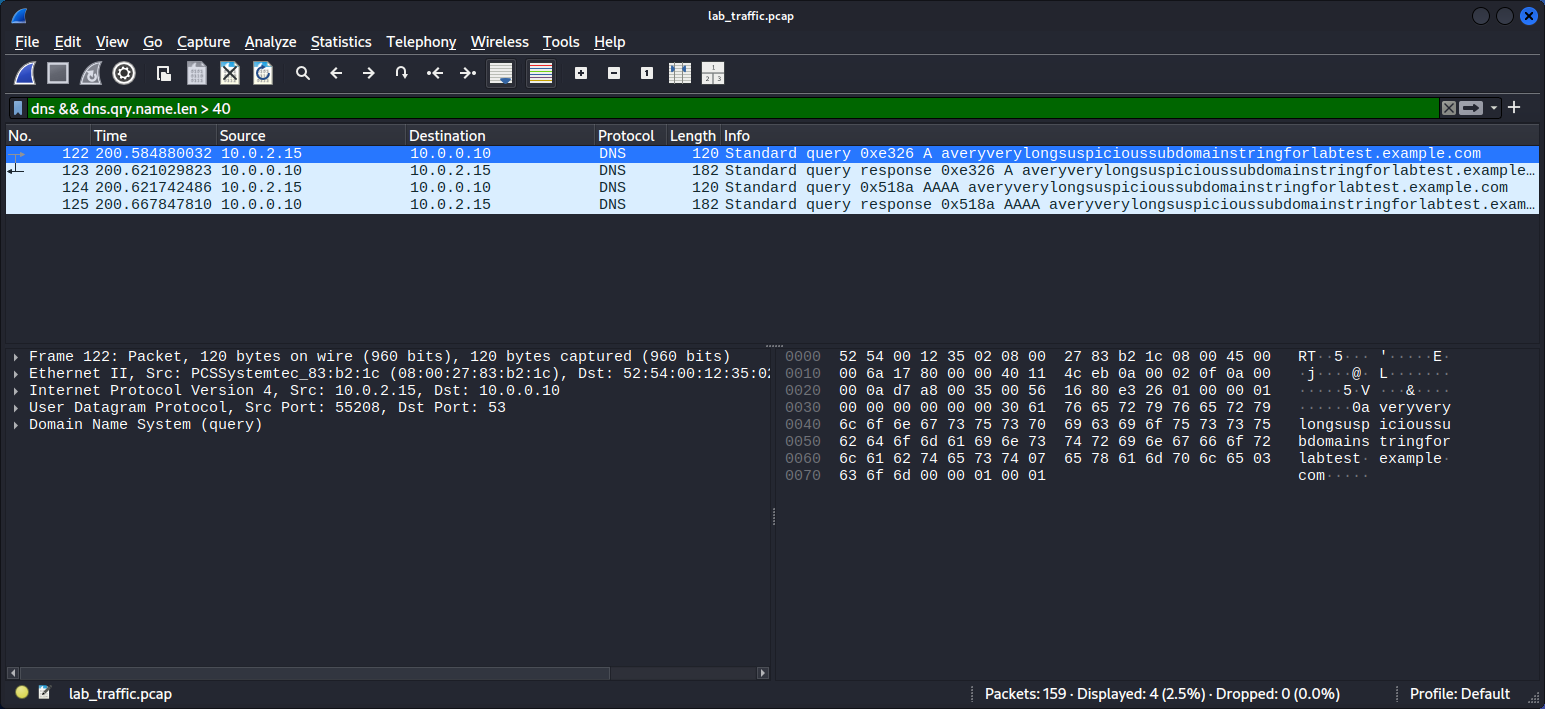 lab_traffic.pcap
File Edit View Go Capture Analyze Statistics Telephony Wireless Tools Help
dns && dns.qry.name.len > 40
No. Time Source Destination Protocol Length Info
122 200.584880032 10.0.2.15 10.0.0.10 DNS 120 Standard query 0xe326 A averyverylongsuspicioussubdomainstringforlabtest.example.com
123 200.621029823 10.0.0.10 10.0.2.15 DNS 182 Standard query response 0xe326 A averyverylongsuspicioussubdomainstringforlabtest.example…
124 200.621742486 10.0.2.15 10.0.0.10 DNS 120 Standard query 0x518a AAAA averyverylongsuspicioussubdomainstringforlabtest.example.com
125 200.667847810 10.0.0.10 10.0.2.15 DNS 182 Standard query response 0x518a AAAA averyverylongsuspicioussubdomainstringforlabtest.exam…
Frame 122: Packet, 120 bytes on wire (960 bits), 120 bytes captured (960 bits)
Ethernet II, Src: PCSSystemtec_83:b2:1c (08:00:27:83:b2:1c), Dst: 52:54:00:12:35:02
Internet Protocol Version 4, Src: 10.0.2.15, Dst: 10.0.0.10
User Datagram Protocol, Src Port: 55208, Dst Port: 53
Domain Name System (query)
0000 52 54 00 12 35 02 08 00 27 83 b2 1c 08 00 45 00 RT··5···'·····E·
0010 00 6a 17 80 00 00 40 11 4c eb 0a 00 02 0f 0a 00 ·j····@·L·······
0020 00 0a d7 a8 00 35 00 56 16 80 e3 26 01 00 00 01 ·····5·V···&····
0030 00 00 00 00 00 00 30 61 76 65 72 79 76 65 72 79 ······0a veryvery
0040 6c 6f 6e 67 73 75 73 70 69 63 69 6f 75 73 73 75 longsusp icioussu
0050 62 64 6f 6d 61 69 6e 73 74 72 69 6e 67 66 6f 72 bdomains tringfor
0060 6c 61 62 74 65 73 74 07 65 78 61 6d 70 6c 65 03 labtest· example·
0070 63 6f 6d 00 00 01 00 01 com·····
lab_traffic.pcap
Packets: 159 · Displayed: 4 (2.5%) · Dropped: 0 (0.0%)
Profile: Default